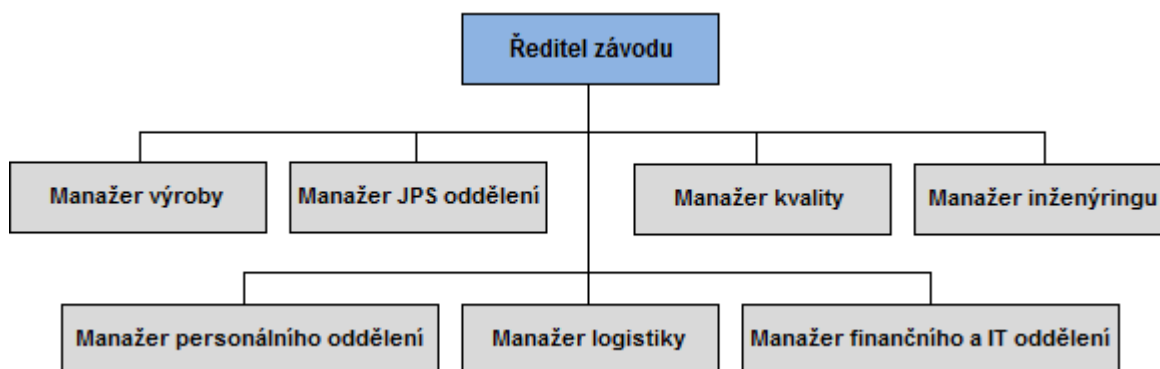 Ředitel závodu
Manažer výroby
Manažer JPS oddělení
Manažer kvality
Manažer inženýringu
Manažer personálního oddělení
Manažer logistiky
Manažer finančního a IT oddělení